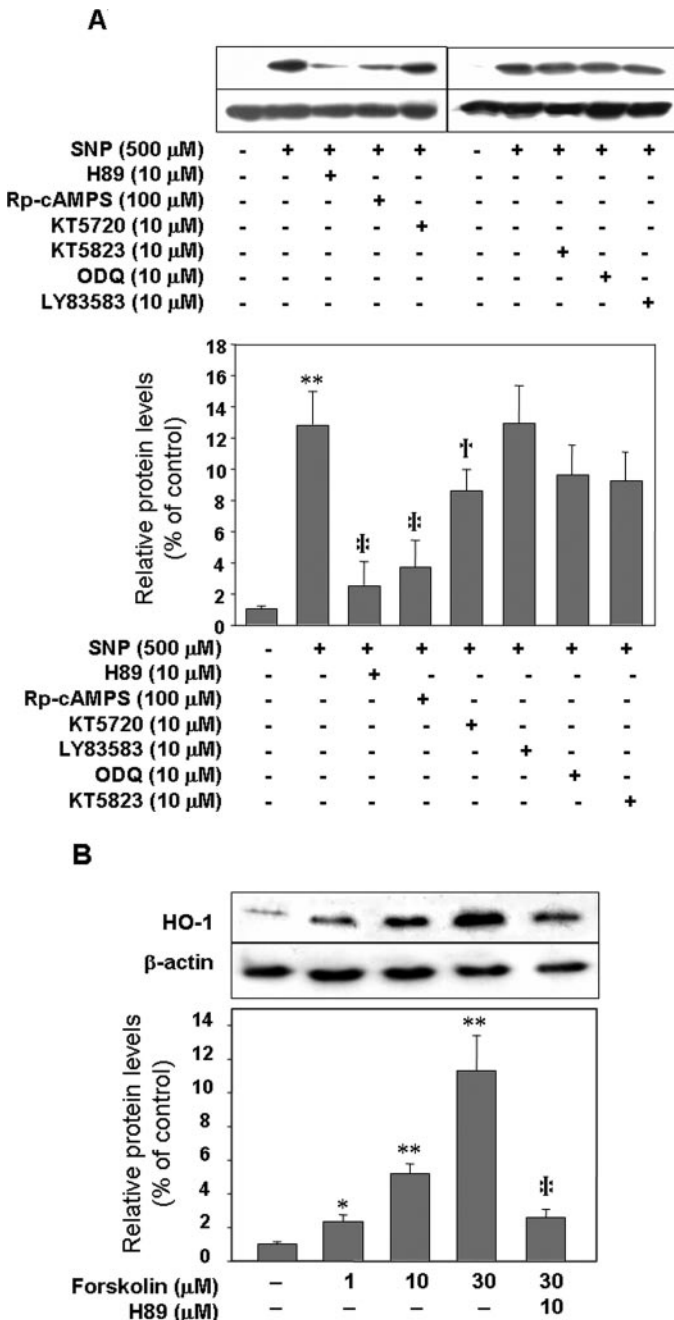 A
SNP (500 μM) - + + + + - + + + +
H89 (10 μM) - - + - - - - - - -
Rp-cAMPS (100 μM) - - - + - - - - - -
KT5720 (10 μM) - - - - + - - - - -
KT5823 (10 μM) - - - - - - - + - -
ODQ (10 μM) - - - - - - - - + -
LY83583 (10 μM) - - - - - - - - - +
Relative protein levels
(% of control)
18
16
14
12
10
8
6
4
2
0
**
‡
‡
†
SNP (500 μM) - + + + + + + +
H89 (10 μM) - - + - - - - -
Rp-cAMPS (100 μM) - - - + - - - -
KT5720 (10 μM) - - - - + - - -
LY83583 (10 μM) - - - - - + - -
ODQ (10 μM) - - - - - - + -
KT5823 (10 μM) - - - - - - - +
B
HO-1
β-actin
Relative protein levels
(% of control)
14
12
10
8
6
4
2
0
*
**
**
‡
Forskolin (μM) – 1 10 30 30
H89 (μM) – – – – 10